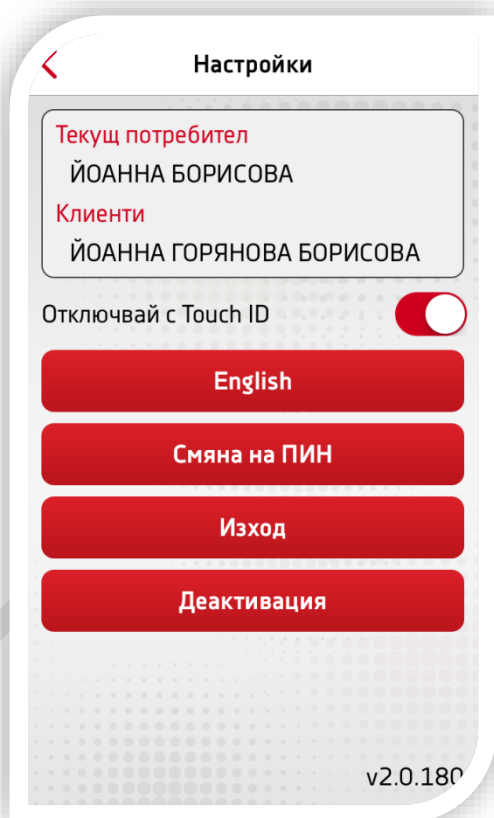 Настройки
Текущ потребител
ЙОАННА БОРИСОВА
Клиенти
ЙОАННА ГОРЯНОВА БОРИСОВА
Отключвай с Touch ID
English
Смяна на ПИН
Изход
Деактивация
v2.0.180